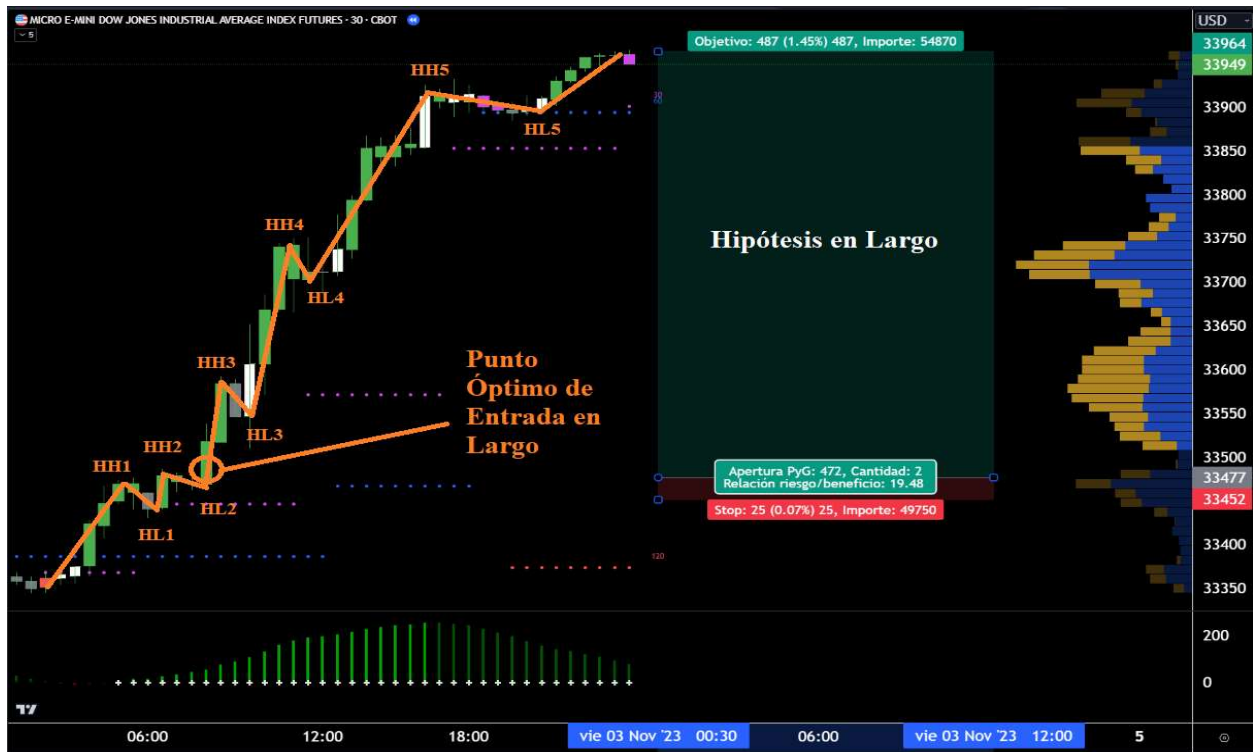 MICRO E-MINI DOW JONES INDUSTRIAL AVERAGE INDEX FUTURES · 30 · CBOT
5
USD
Objetivo: 487 (1.45%) 487, Importe: 54870
33964
33949
33900
33850
33800
33750
33700
33650
33600
33550
33500
33477
33452
33400
33350
HH5
HL5
HH4
HL4
Hipótesis en Largo
HH3
HL3
Punto
Óptimo de
Entrada en
Largo
HH2
HH1
HL2
HL1
Apertura PyG: 472, Cantidad: 2
Relación riesgo/beneficio: 19.48
Stop: 25 (0.07%) 25, Importe: 49750
120
200
0
06:00
12:00
18:00
vie 03 Nov '23 00:30
06:00
vie 03 Nov '23 12:00
5